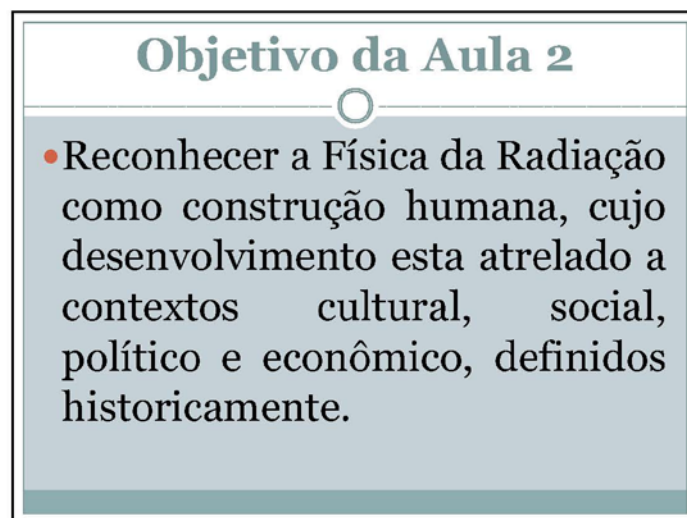 Objetivo da Aula 2
•Reconhecer a Física da Radiação
como construção humana, cujo
desenvolvimento esta atrelado a
contextos cultural, social,
político e econômico, definidos
historicamente.